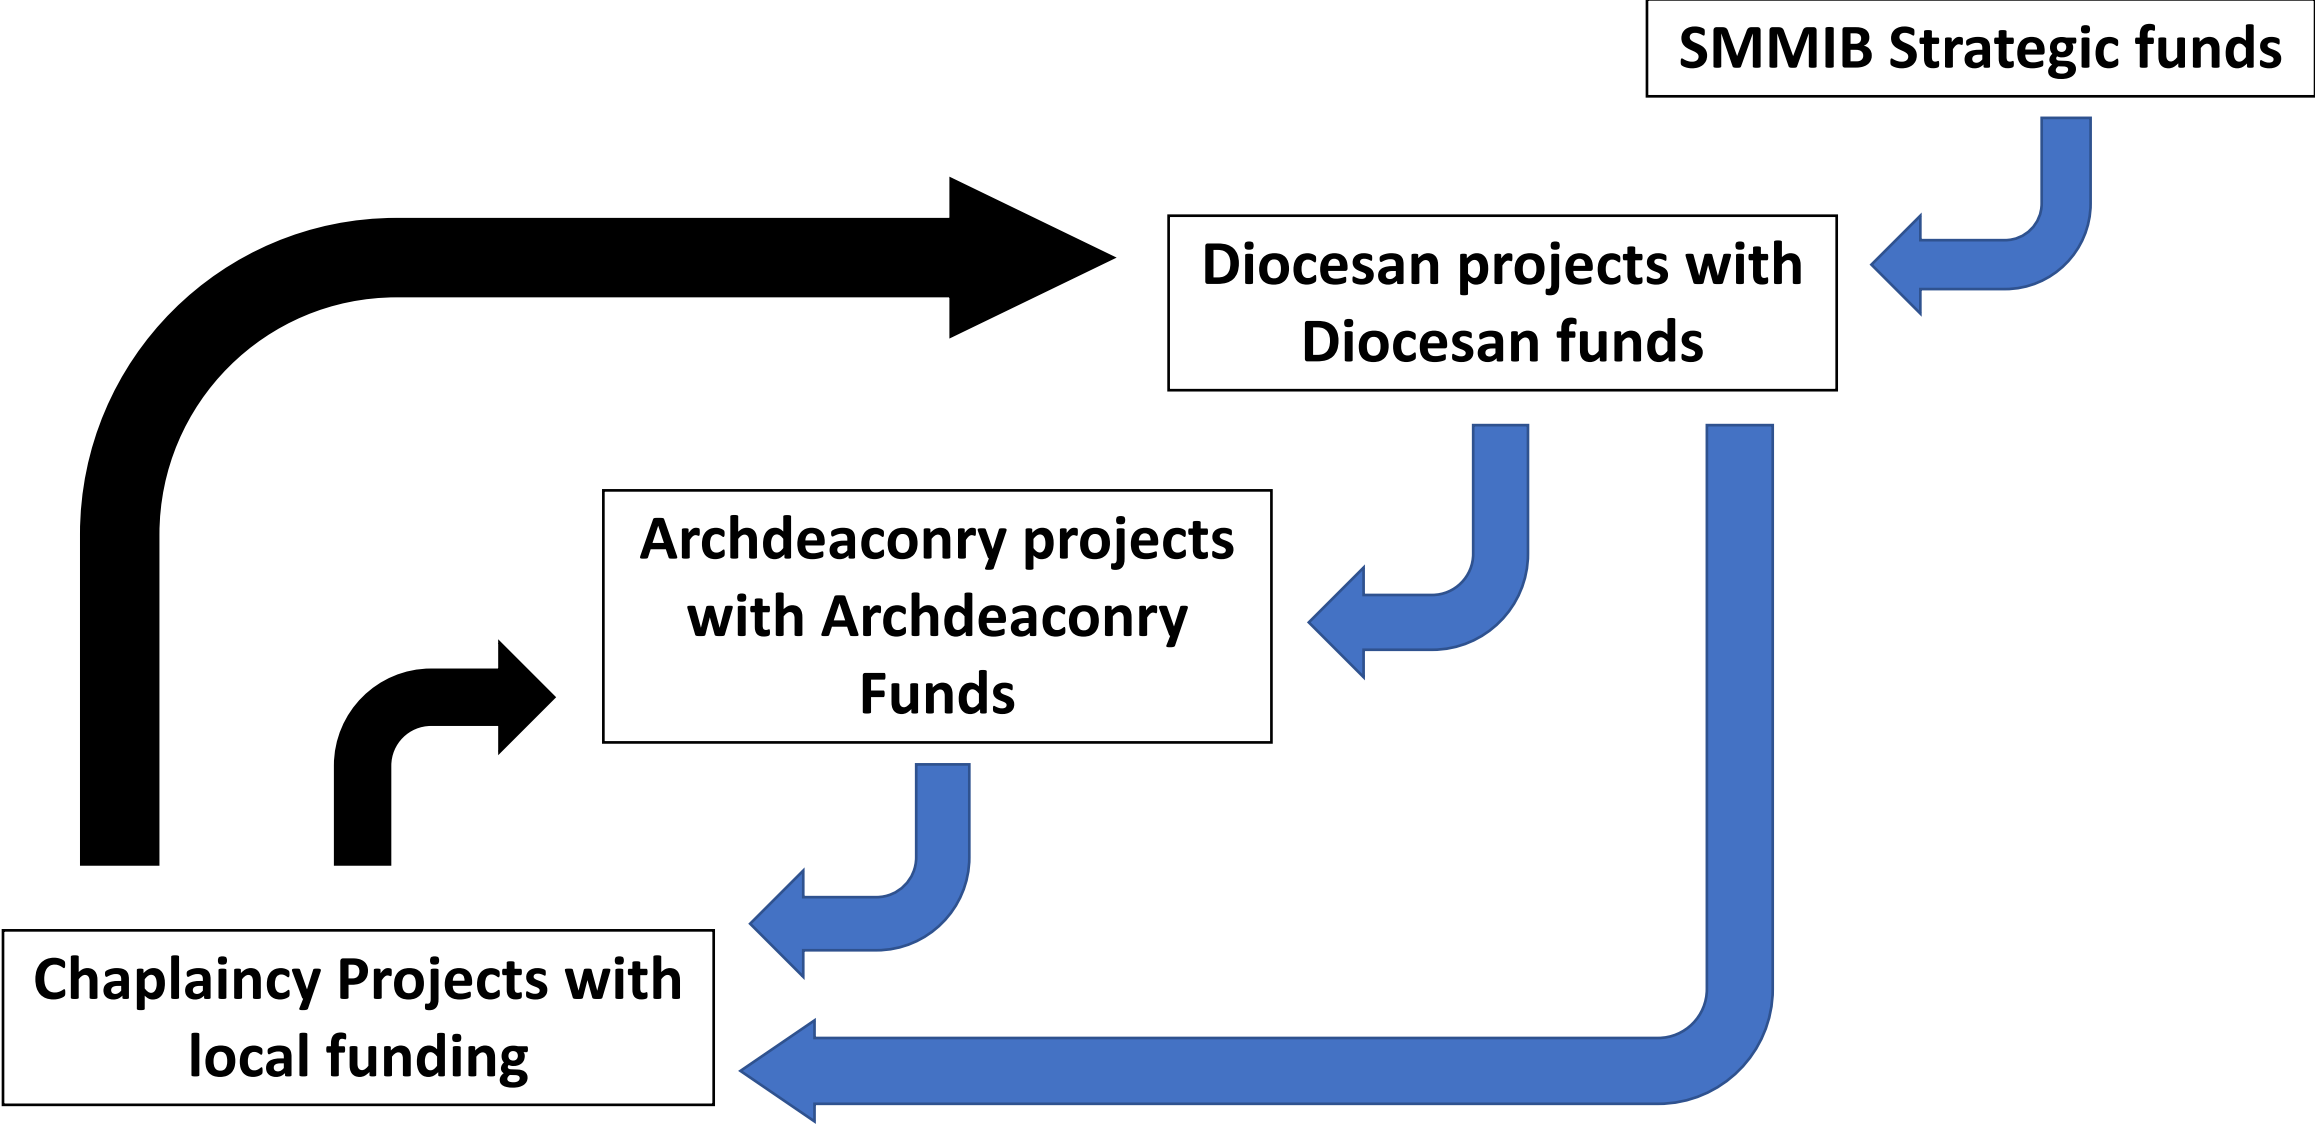 SMMIB Strategic funds
Diocesan projects with
Diocesan funds
Archdeaconry projects
with Archdeaconry
Funds
Chaplaincy Projects with
local funding